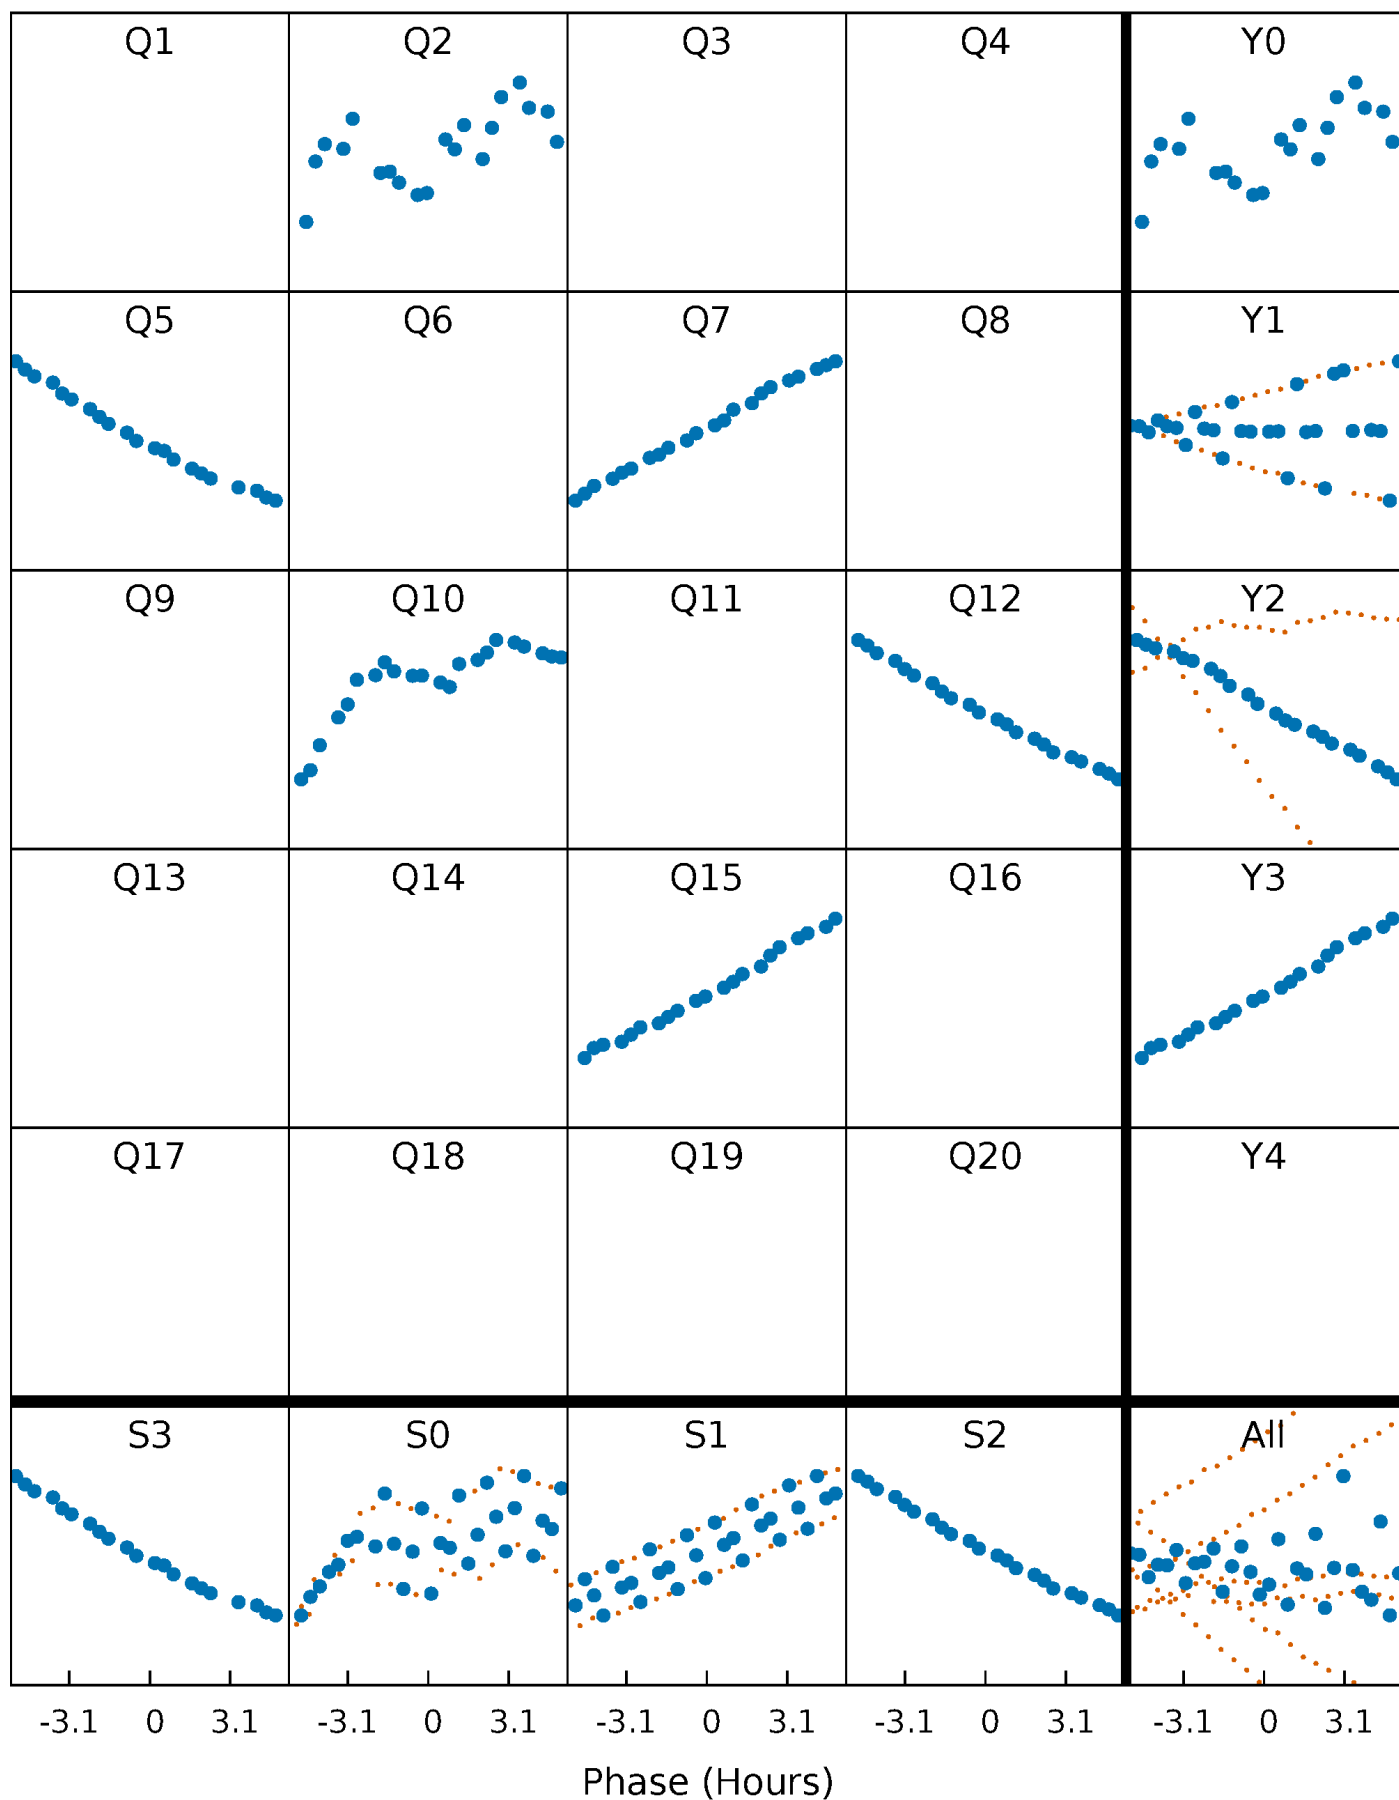 Q1 Q2 Q3 Q4 Y0
Q5 Q6 Q7 Q8 Y1
Q9 Q10 Q11 Q12 Y2
Q13 Q14 Q15 Q16 Y3
Q17 Q18 Q19 Q20 Y4
S3 S0 S1 S2 All
-3.1 0 3.1 -3.1 0 3.1 -3.1 0 3.1 -3.1 0 3.1 -3.1 0 3.1
Phase (Hours)